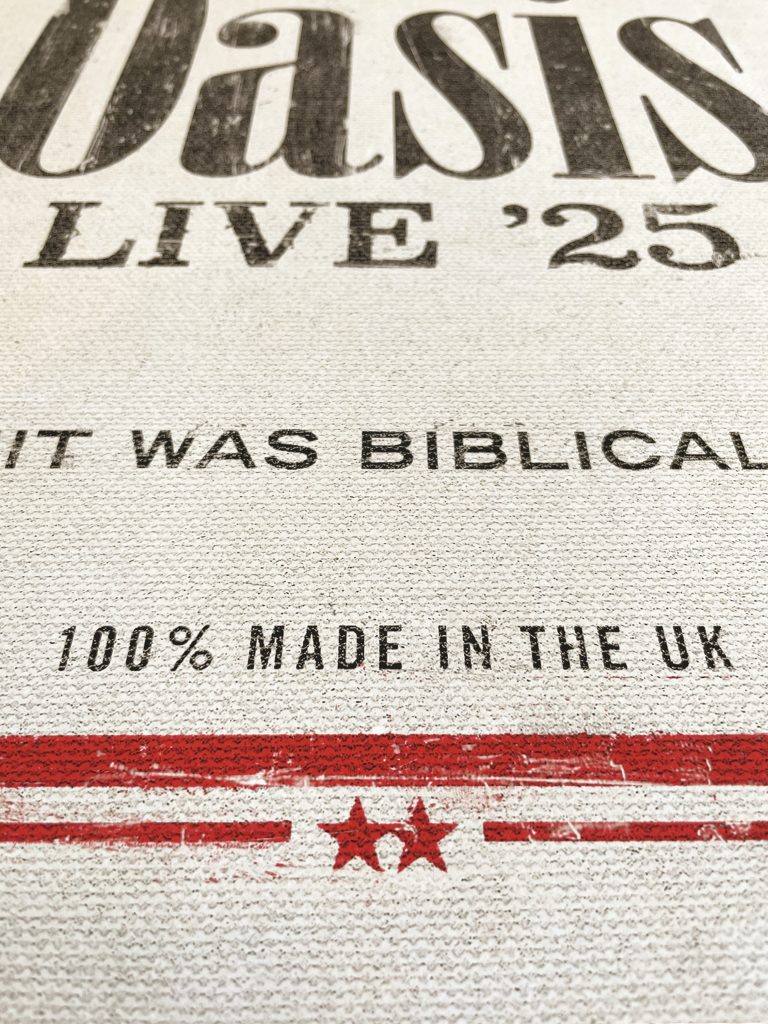 Oasis
LIVE '25
IT WAS BIBLICAL
100% MADE IN THE UK